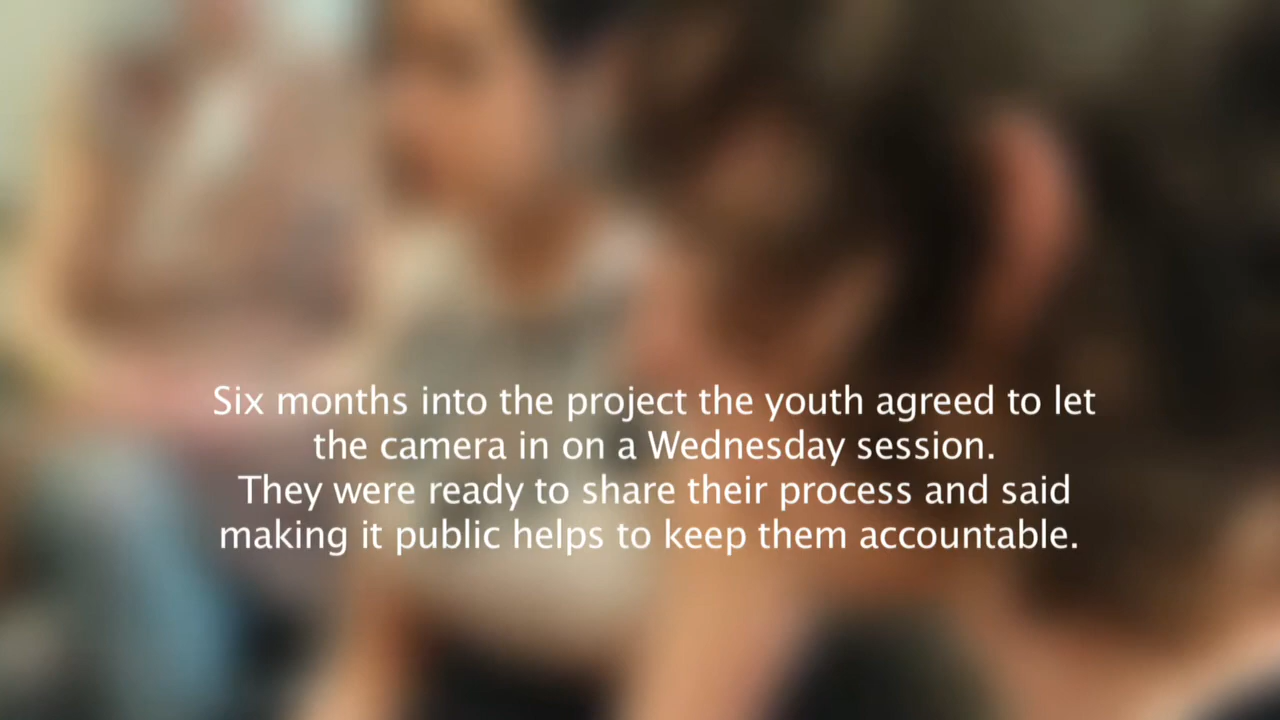 Six months into the project the youth agreed to let
the camera in on a Wednesday session.
They were ready to share their process and said
making it public helps to keep them accountable.